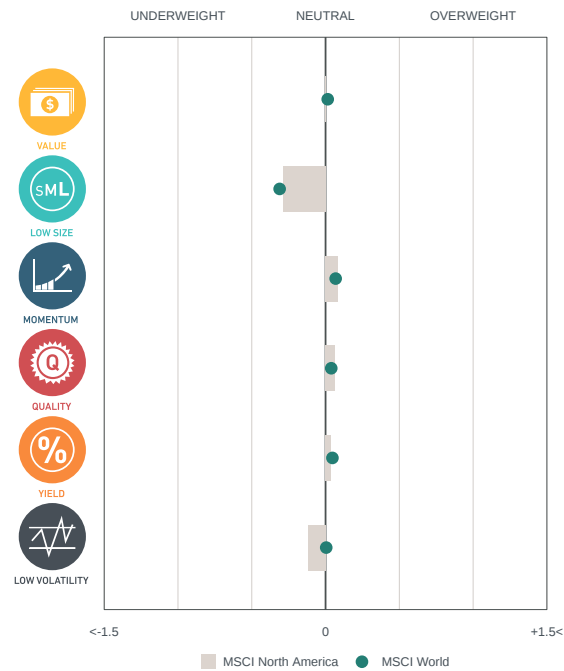 UNDERWEIGHT NEUTRAL OVERWEIGHT
$
VALUE
SML
LOW SIZE
MOMENTUM
Q
QUALITY
%
YIELD
LOW VOLATILITY
<-1.5 0 +1.5<
MSCI North America MSCI World